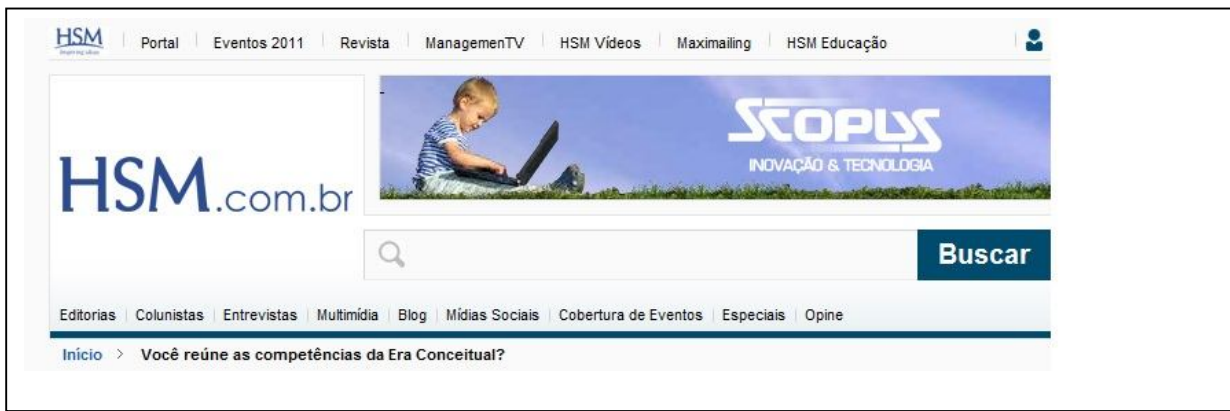 HSM Portal Eventos 2011 Revista ManagemenTV HSM Vídeos Maximailing HSM Educação
SCOPUS
INOVAÇÃO & TECNOLOGIA
HSM.com.br
Buscar
Editorias Colunistas Entrevistas Multimídia Blog Mídias Sociais Cobertura de Eventos Especiais Opine
Início > Você reúne as competências da Era Conceitual?